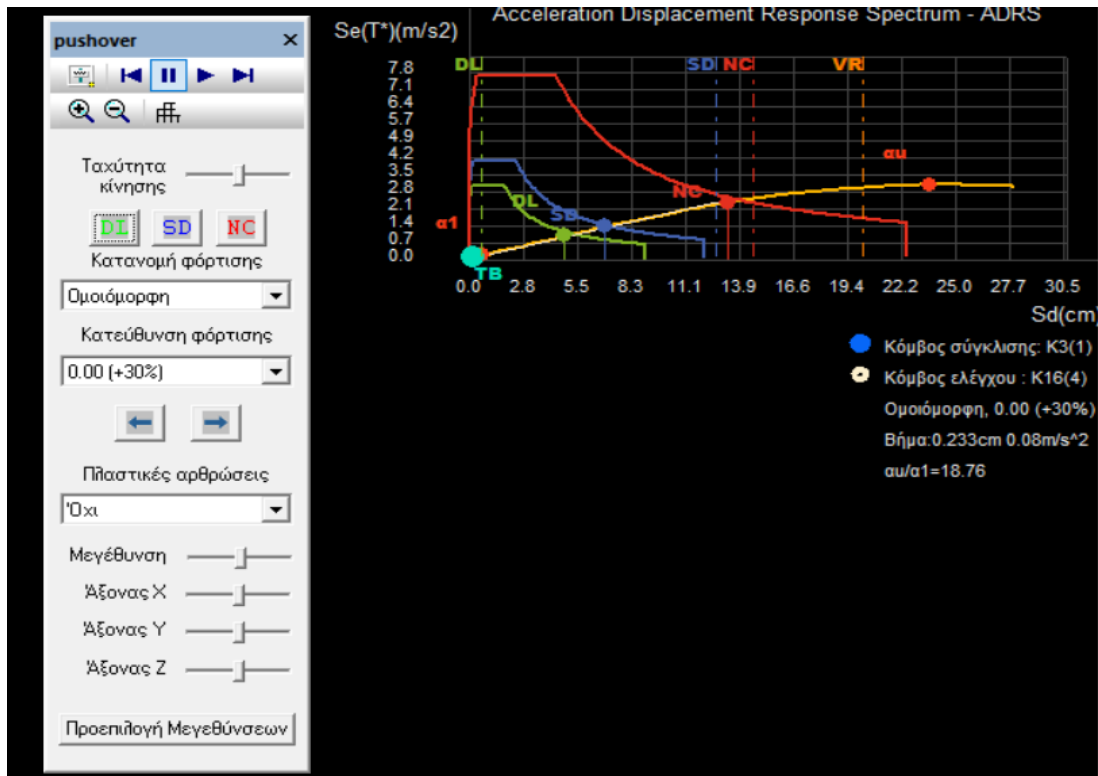 pushover
Ταχύτητα
κίνησης
DL SD NC
Κατανομή φόρτισης
Ομοιόμορφη
Κατεύθυνση φόρτισης
0.00 (+30%)
Πλαστικές αρθρώσεις
Όχι
Μεγέθυνση
Άξονας X
Άξονας Y
Άξονας Z
Προεπιλογή Μεγεθύνσεων
Acceleration Displacement Response Spectrum - ADRS
Se(T*)(m/s2)
DL SD NC VR
7.8
7.1
6.4
5.7
4.9
4.2
3.5
2.8
2.1
1.4
0.7
0.0
αu
NC
DL
SD
α1
TB
0.0 2.8 5.5 8.3 11.1 13.9 16.6 19.4 22.2 25.0 27.7 30.5
Sd(cm)
Κόμβος σύγκλισης: K3(1)
Κόμβος ελέγχου : K16(4)
Ομοιόμορφη, 0.00 (+30%)
Βήμα:0.233cm 0.08m/s^2
αu/α1=18.76